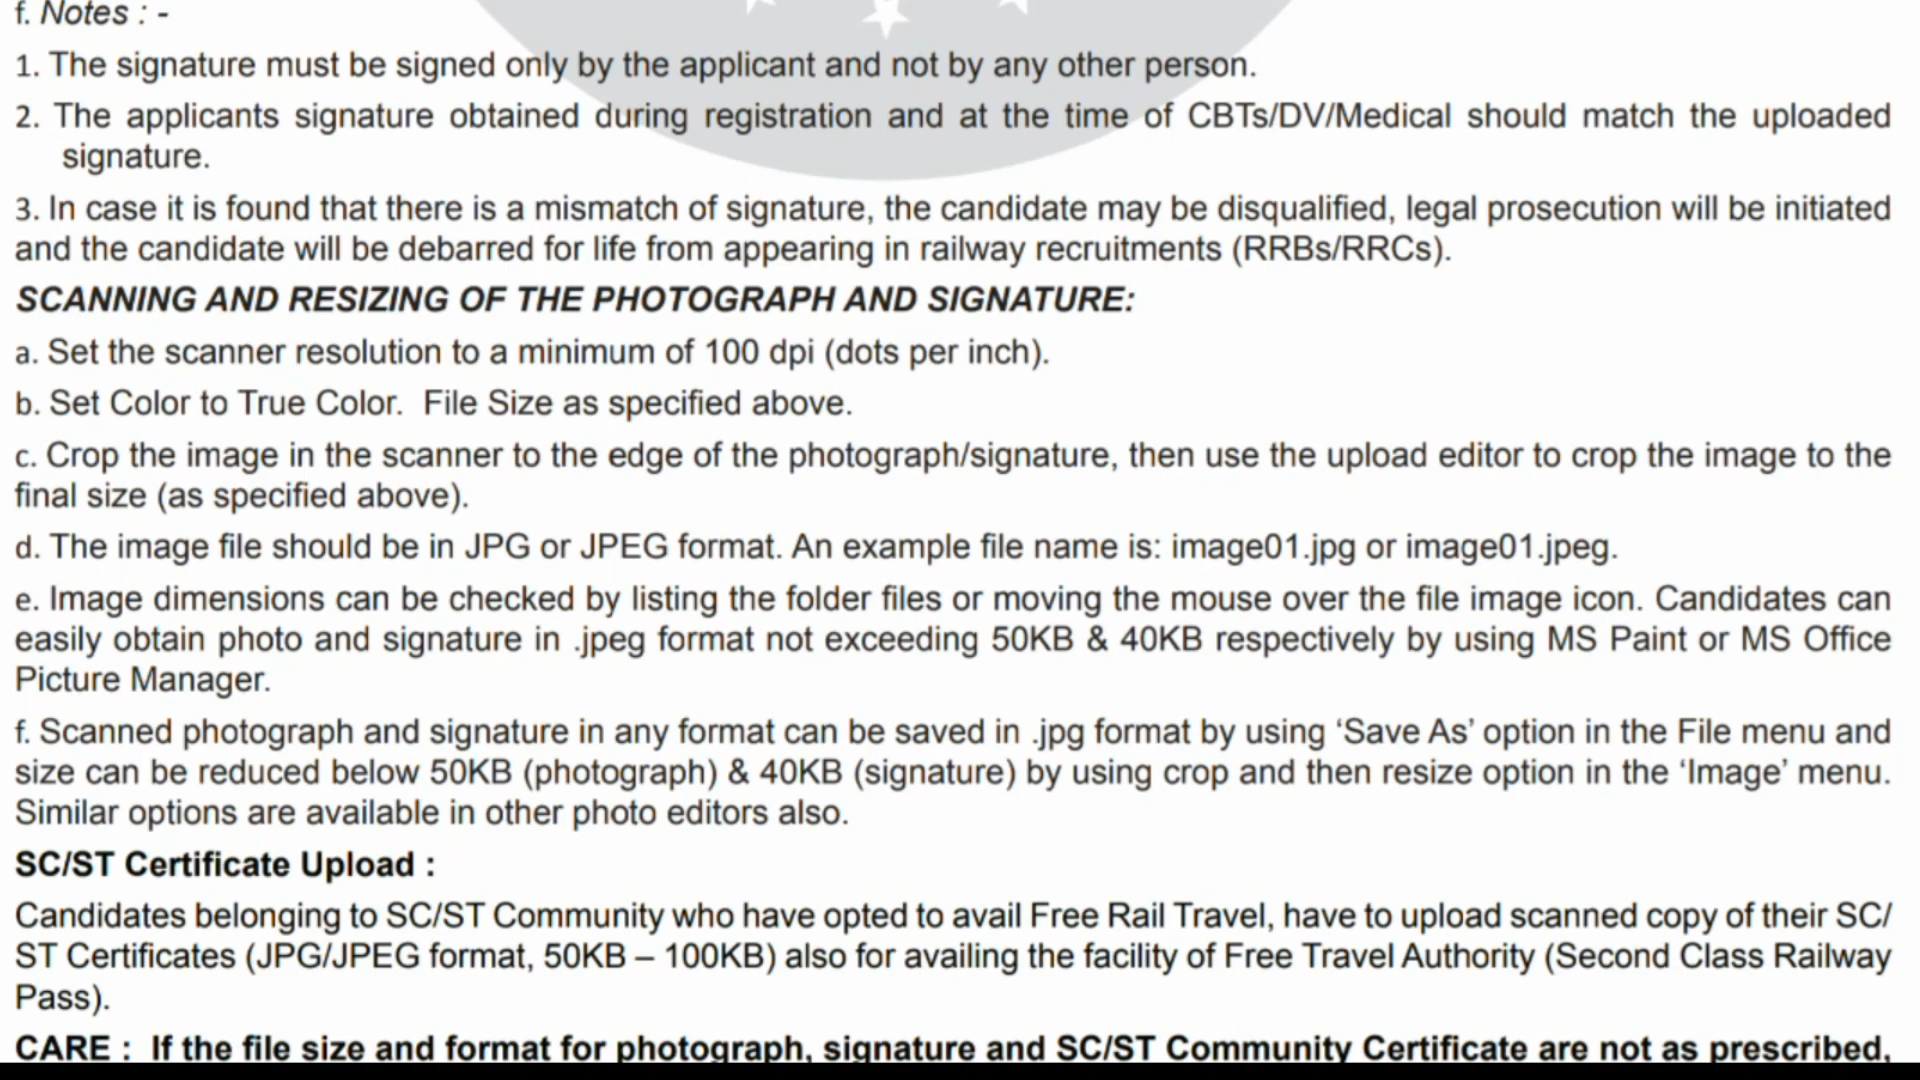 f. Notes : -
1. The signature must be signed only by the applicant and not by any other person.
2. The applicants signature obtained during registration and at the time of CBTs/DV/Medical should match the uploaded
signature.
3. In case it is found that there is a mismatch of signature, the candidate may be disqualified, legal prosecution will be initiated
and the candidate will be debarred for life from appearing in railway recruitments (RRBs/RRCs).
SCANNING AND RESIZING OF THE PHOTOGRAPH AND SIGNATURE:
a. Set the scanner resolution to a minimum of 100 dpi (dots per inch).
b. Set Color to True Color.  File Size as specified above.
c. Crop the image in the scanner to the edge of the photograph/signature, then use the upload editor to crop the image to the
final size (as specified above).
d. The image file should be in JPG or JPEG format. An example file name is: image01.jpg or image01.jpeg.
e. Image dimensions can be checked by listing the folder files or moving the mouse over the file image icon. Candidates can
easily obtain photo and signature in .jpeg format not exceeding 50KB & 40KB respectively by using MS Paint or MS Office
Picture Manager.
f. Scanned photograph and signature in any format can be saved in .jpg format by using ‘Save As’ option in the File menu and
size can be reduced below 50KB (photograph) & 40KB (signature) by using crop and then resize option in the ‘Image’ menu.
Similar options are available in other photo editors also.
SC/ST Certificate Upload :
Candidates belonging to SC/ST Community who have opted to avail Free Rail Travel, have to upload scanned copy of their SC/
ST Certificates (JPG/JPEG format, 50KB – 100KB) also for availing the facility of Free Travel Authority (Second Class Railway
Pass).
CARE :  If the file size and format for photograph, signature and SC/ST Community Certificate are not as prescribed,